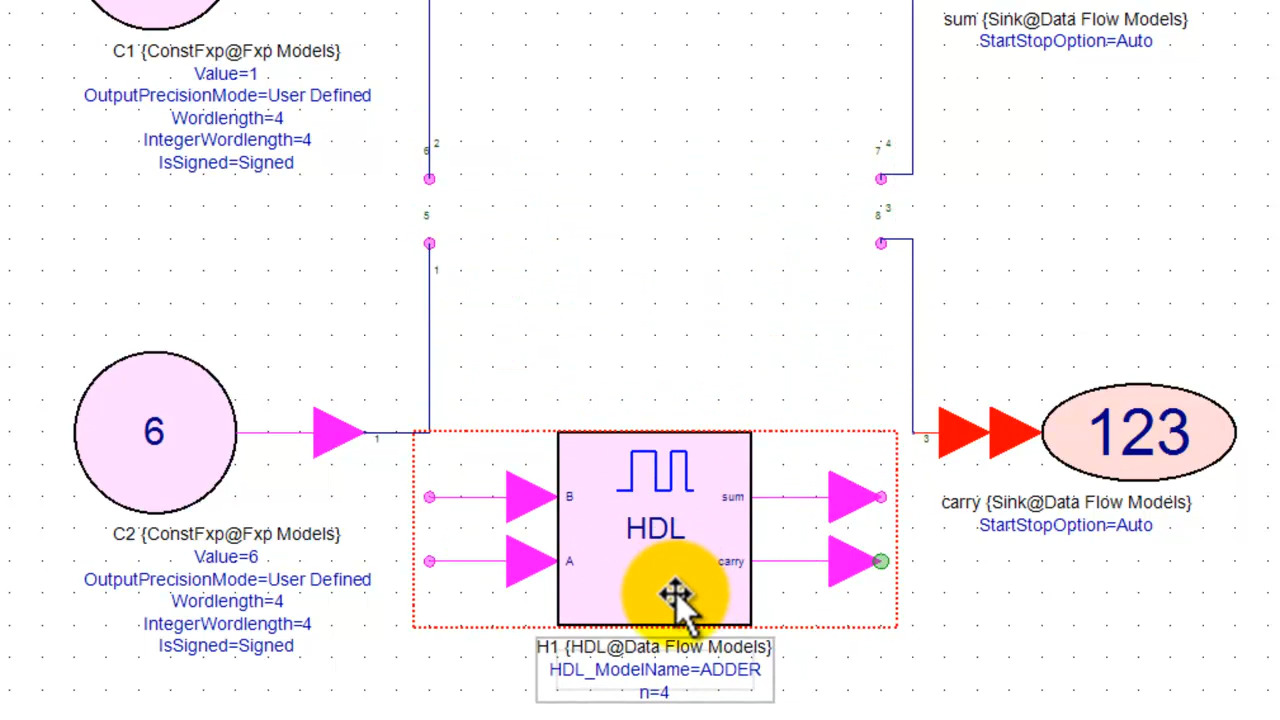 C1 {ConstFxp@Fxp Models}
Value=1
OutputPrecisionMode=User Defined
Wordlength=4
IntegerWordlength=4
IsSigned=Signed
sum {Sink@Data Flow Models}
StartStopOption=Auto
6 2
7 4
5
8 3
1
6
1
B
A
HDL
sum
carry
3
123
C2 {ConstFxp@Fxp Models}
Value=6
OutputPrecisionMode=User Defined
Wordlength=4
IntegerWordlength=4
IsSigned=Signed
carry {Sink@Data Flow Models}
StartStopOption=Auto
H1 {HDL@Data Flow Models}
HDL_ModelName=ADDER
n=4